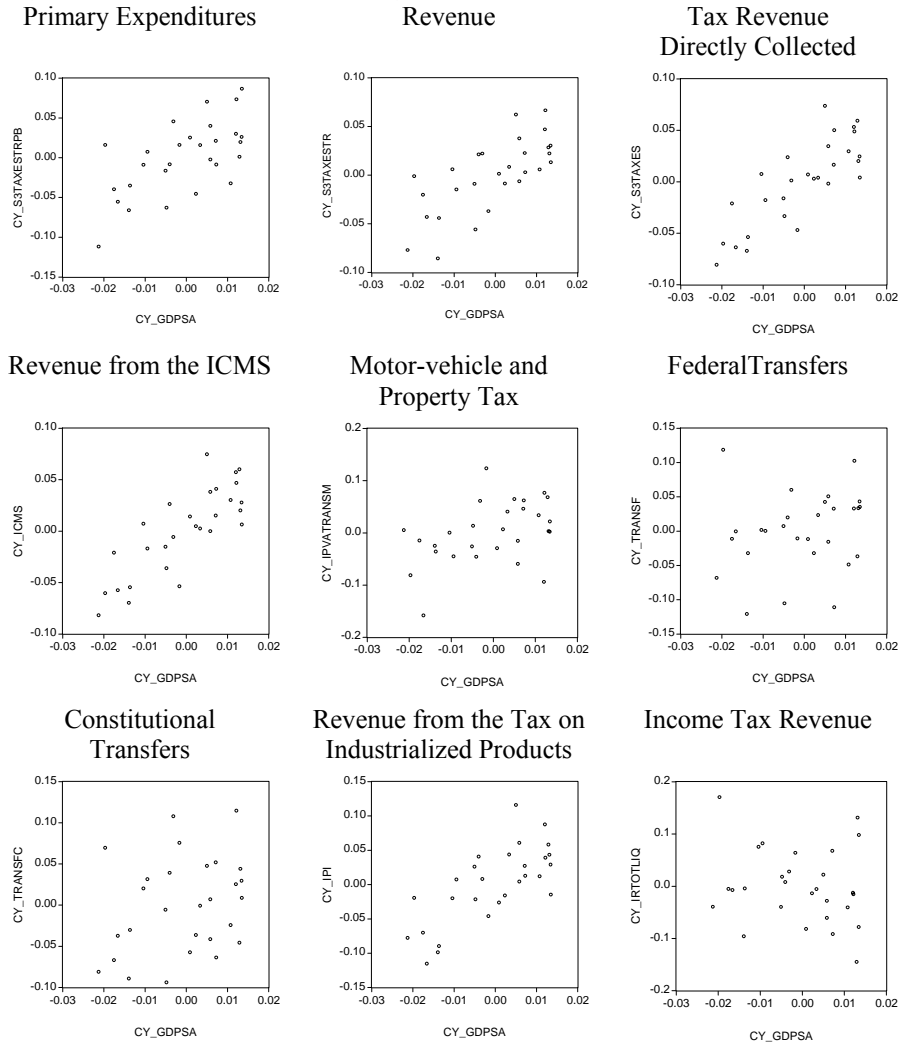 Primary Expenditures
Revenue
Tax Revenue
Directly Collected
0.10
0.05
0.00
-0.05
-0.10
-0.15
CY_S3TAXESTRPB
-0.03 -0.02 -0.01 0.00 0.01 0.02
CY_GDPSA
0.10
0.05
0.00
-0.05
-0.10
CY_S3TAXESTR
-0.03 -0.02 -0.01 0.00 0.01 0.02
CY_GDPSA
0.10
0.05
0.00
-0.05
-0.10
CY_S3TAXES
-0.03 -0.02 -0.01 0.00 0.01 0.02
CY_GDPSA
Revenue from the ICMS
Motor-vehicle and
Property Tax
FederalTransfers
0.10
0.05
0.00
-0.05
-0.10
CY_ICMS
-0.03 -0.02 -0.01 0.00 0.01 0.02
CY_GDPSA
0.2
0.1
0.0
-0.1
-0.2
CY_IPVATRANSM
-0.03 -0.02 -0.01 0.00 0.01 0.02
CY_GDPSA
0.15
0.10
0.05
0.00
-0.05
-0.10
-0.15
CY_TRANSF
-0.03 -0.02 -0.01 0.00 0.01 0.02
CY_GDPSA
Constitutional
Transfers
Revenue from the Tax on
Industrialized Products
Income Tax Revenue
0.15
0.10
0.05
0.00
-0.05
-0.10
CY_TRANSFC
-0.03 -0.02 -0.01 0.00 0.01 0.02
CY_GDPSA
0.15
0.10
0.05
0.00
-0.05
-0.10
-0.15
CY_IPI
-0.03 -0.02 -0.01 0.00 0.01 0.02
CY_GDPSA
0.2
0.1
0.0
-0.1
-0.2
CY_IRTOTLIQ
-0.03 -0.02 -0.01 0.00 0.01 0.02
CY_GDPSA